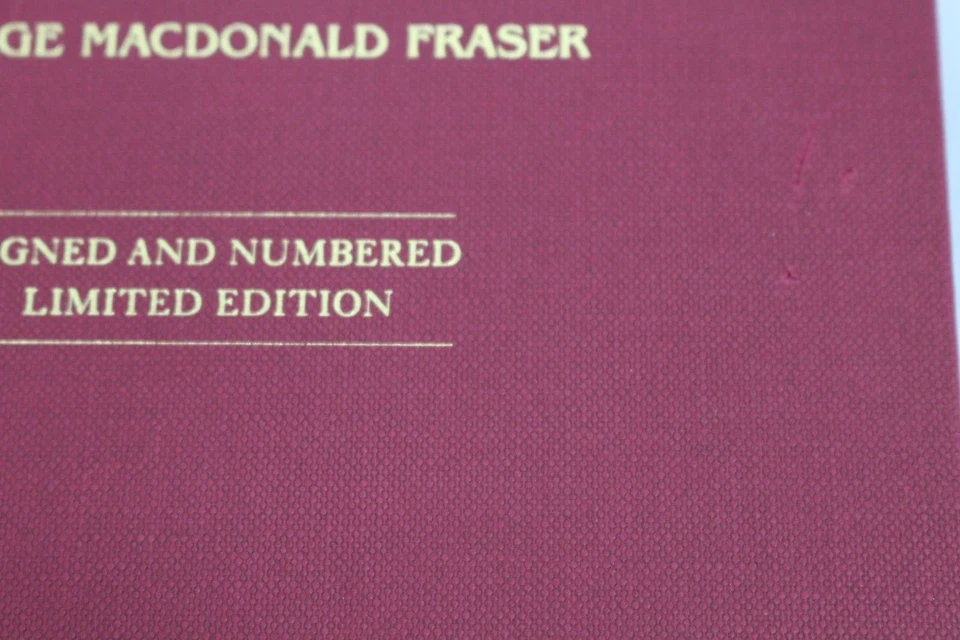 GE MACDONALD FRASER
GNED AND NUMBERED
LIMITED EDITION